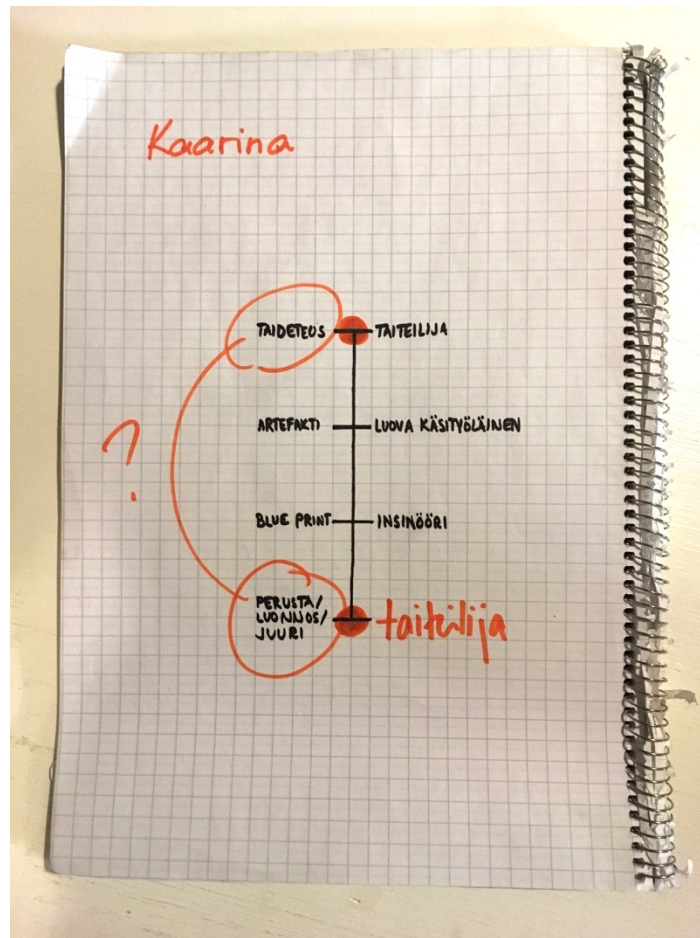 Kaarina
TAIDETEOS TAITEILIJA
ARTEFAKTI LUOVA KÄSITYÖLÄINEN
?
BLUE PRINT INSINÖÖRI
PERUSTA/
LUONNOS/ taiteilija
JUURI